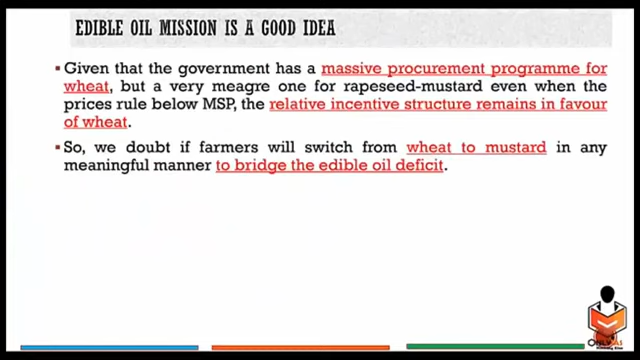 EDIBLE OIL MISSION IS A GOOD IDEA
▪Given that the government has a massive procurement programme for
wheat, but a very meagre one for rapeseed-mustard even when the
prices rule below MSP, the relative incentive structure remains in favour
of wheat.
▪So, we doubt if farmers will switch from wheat to mustard in any
meaningful manner to bridge the edible oil deficit.